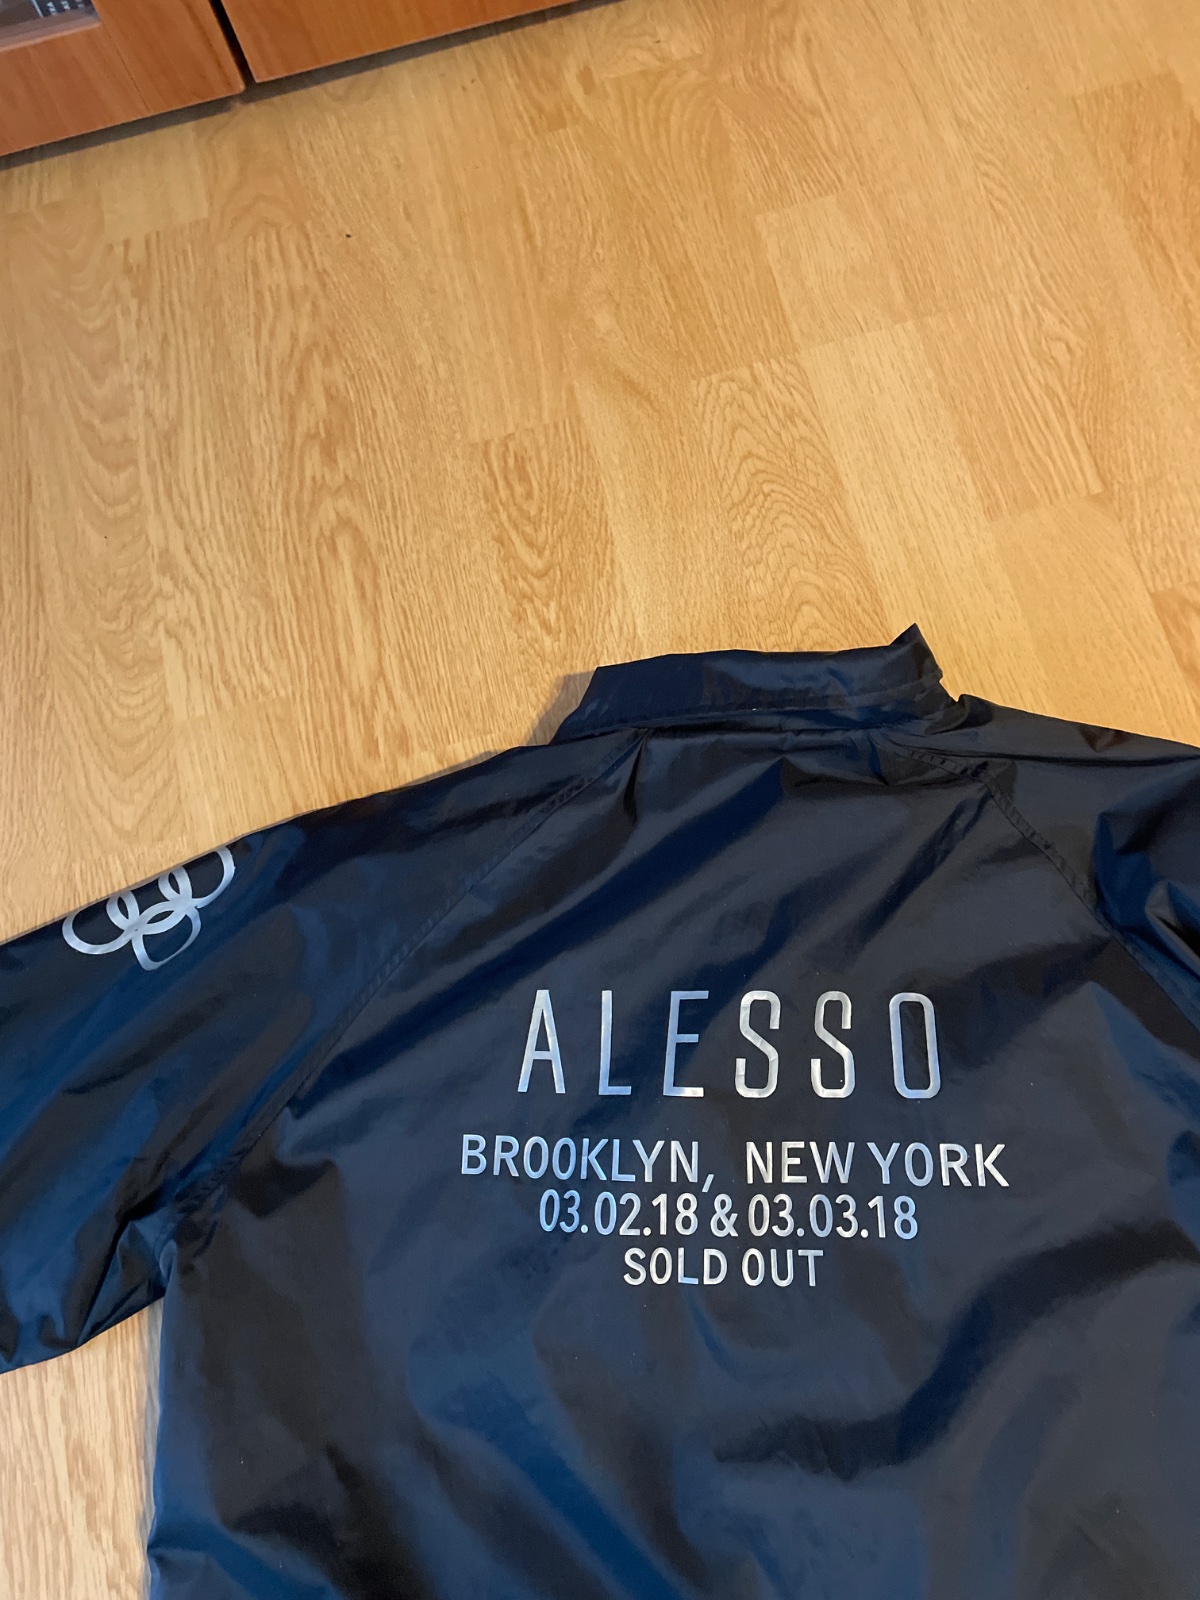 ALESSO
BROOKLYN, NEW YORK
03.02.18 & 03.03.18
SOLD OUT